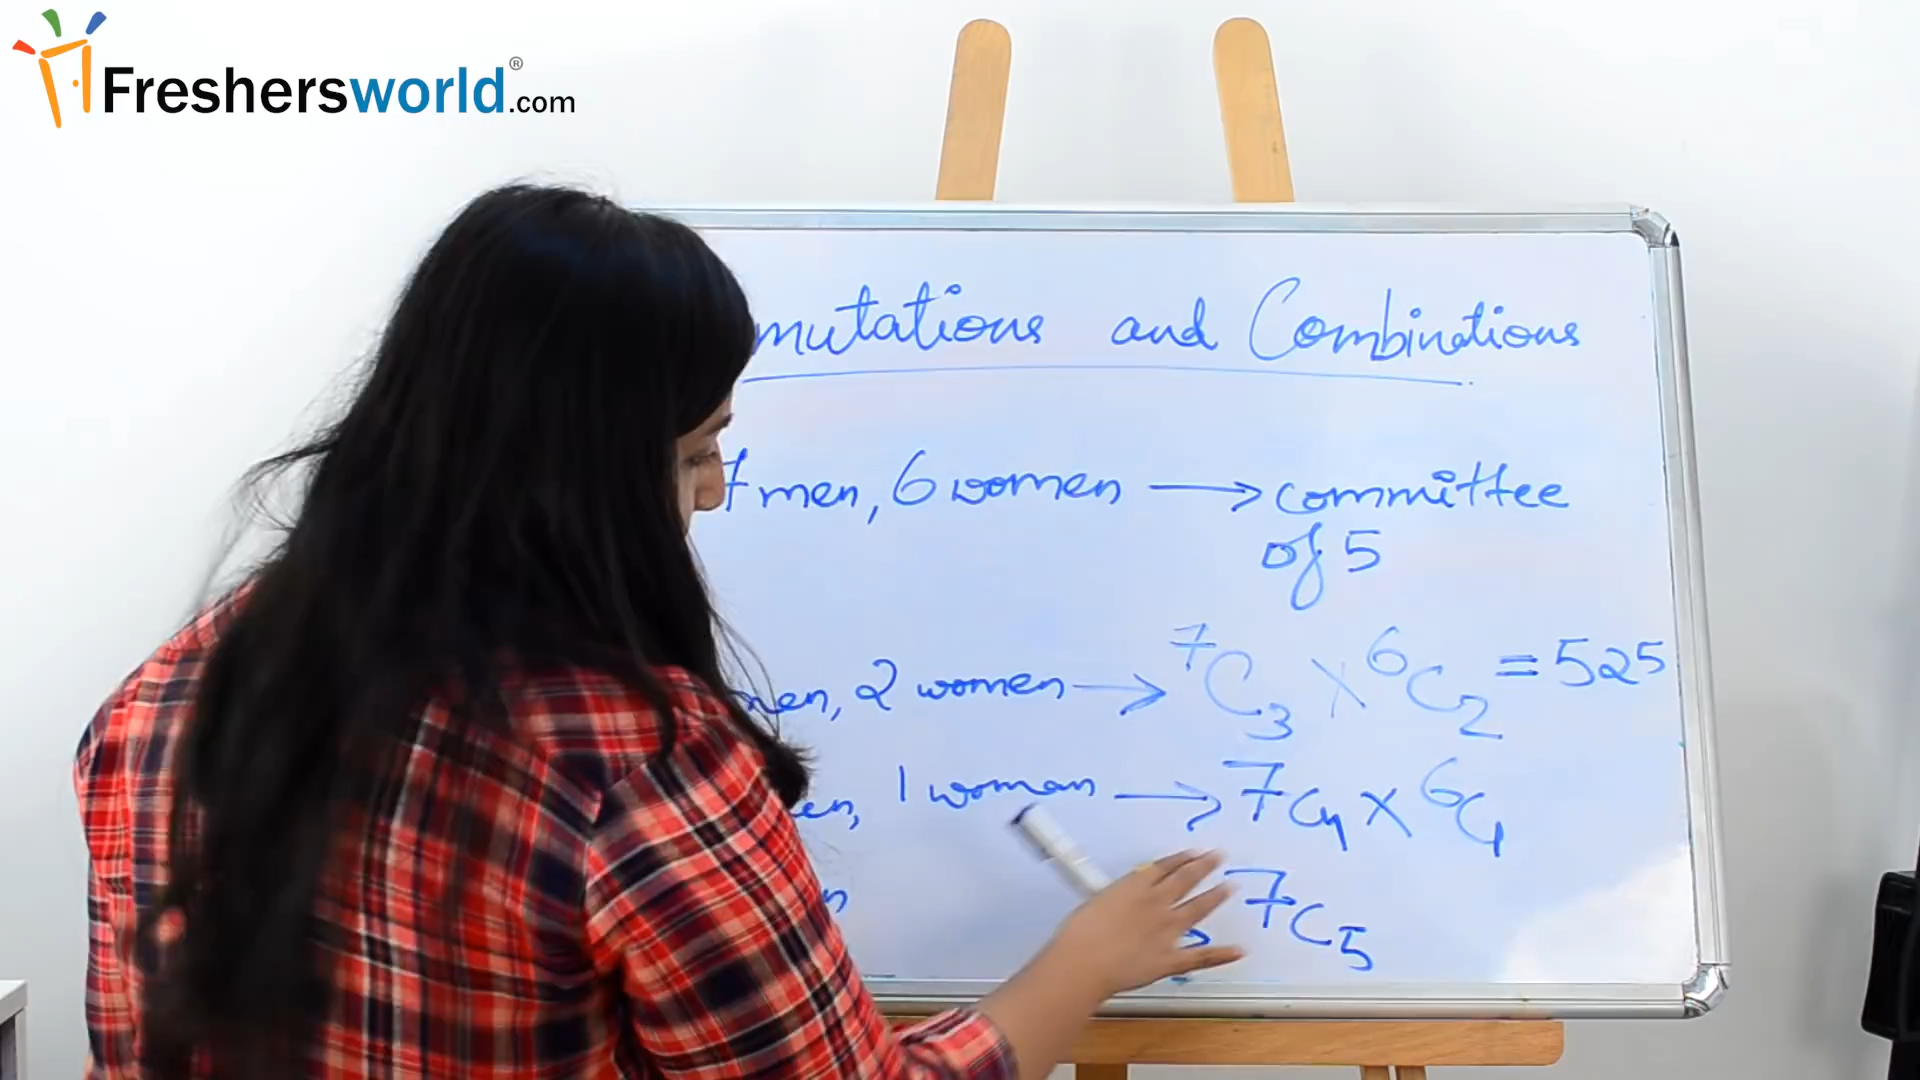 Freshersworld.com®
mutations and Combinations
7 men, 6 women → committee
of 5
men, 2 women → ⁷C₃ × ⁶C₂ = 525
en, 1 woman → ⁷C₄ × ⁶C₁
n ⁷C₅